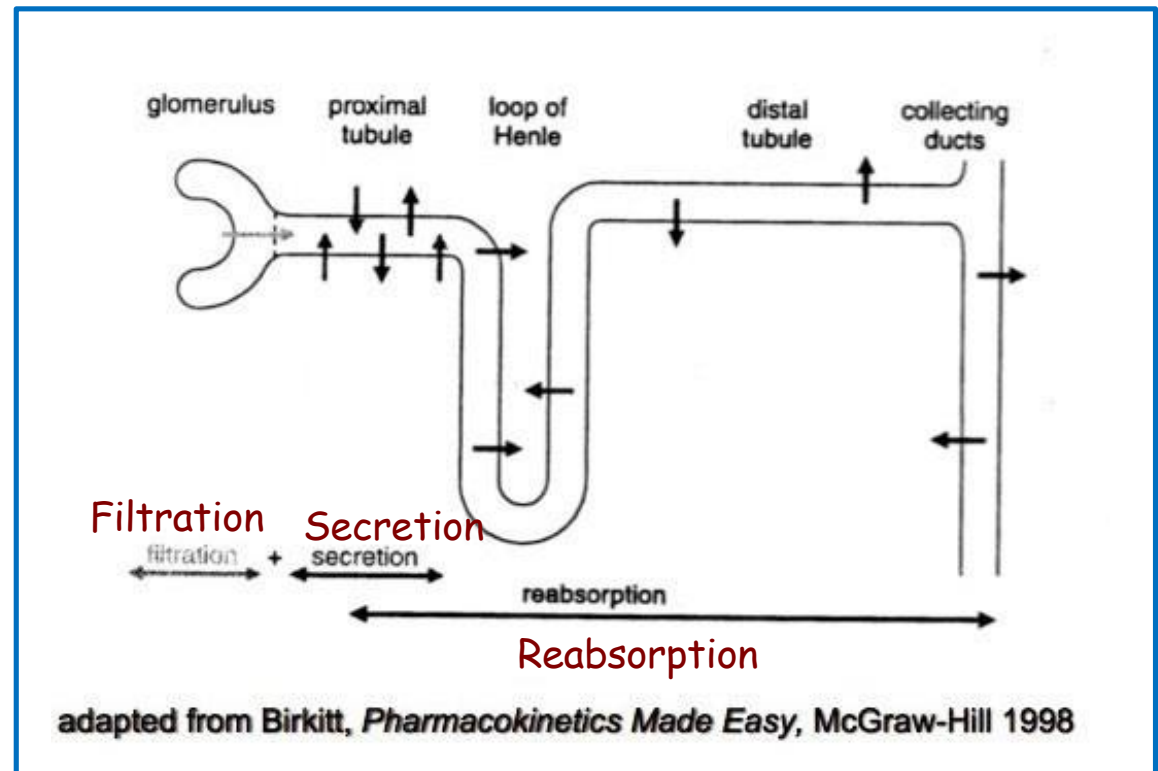 glomerulus
proximal
tubule
loop of
Henle
distal
tubule
collecting
ducts
Filtration
Secretion
filtration + secretion
reabsorption
Reabsorption
adapted from Birkitt, Pharmacokinetics Made Easy, McGraw-Hill 1998